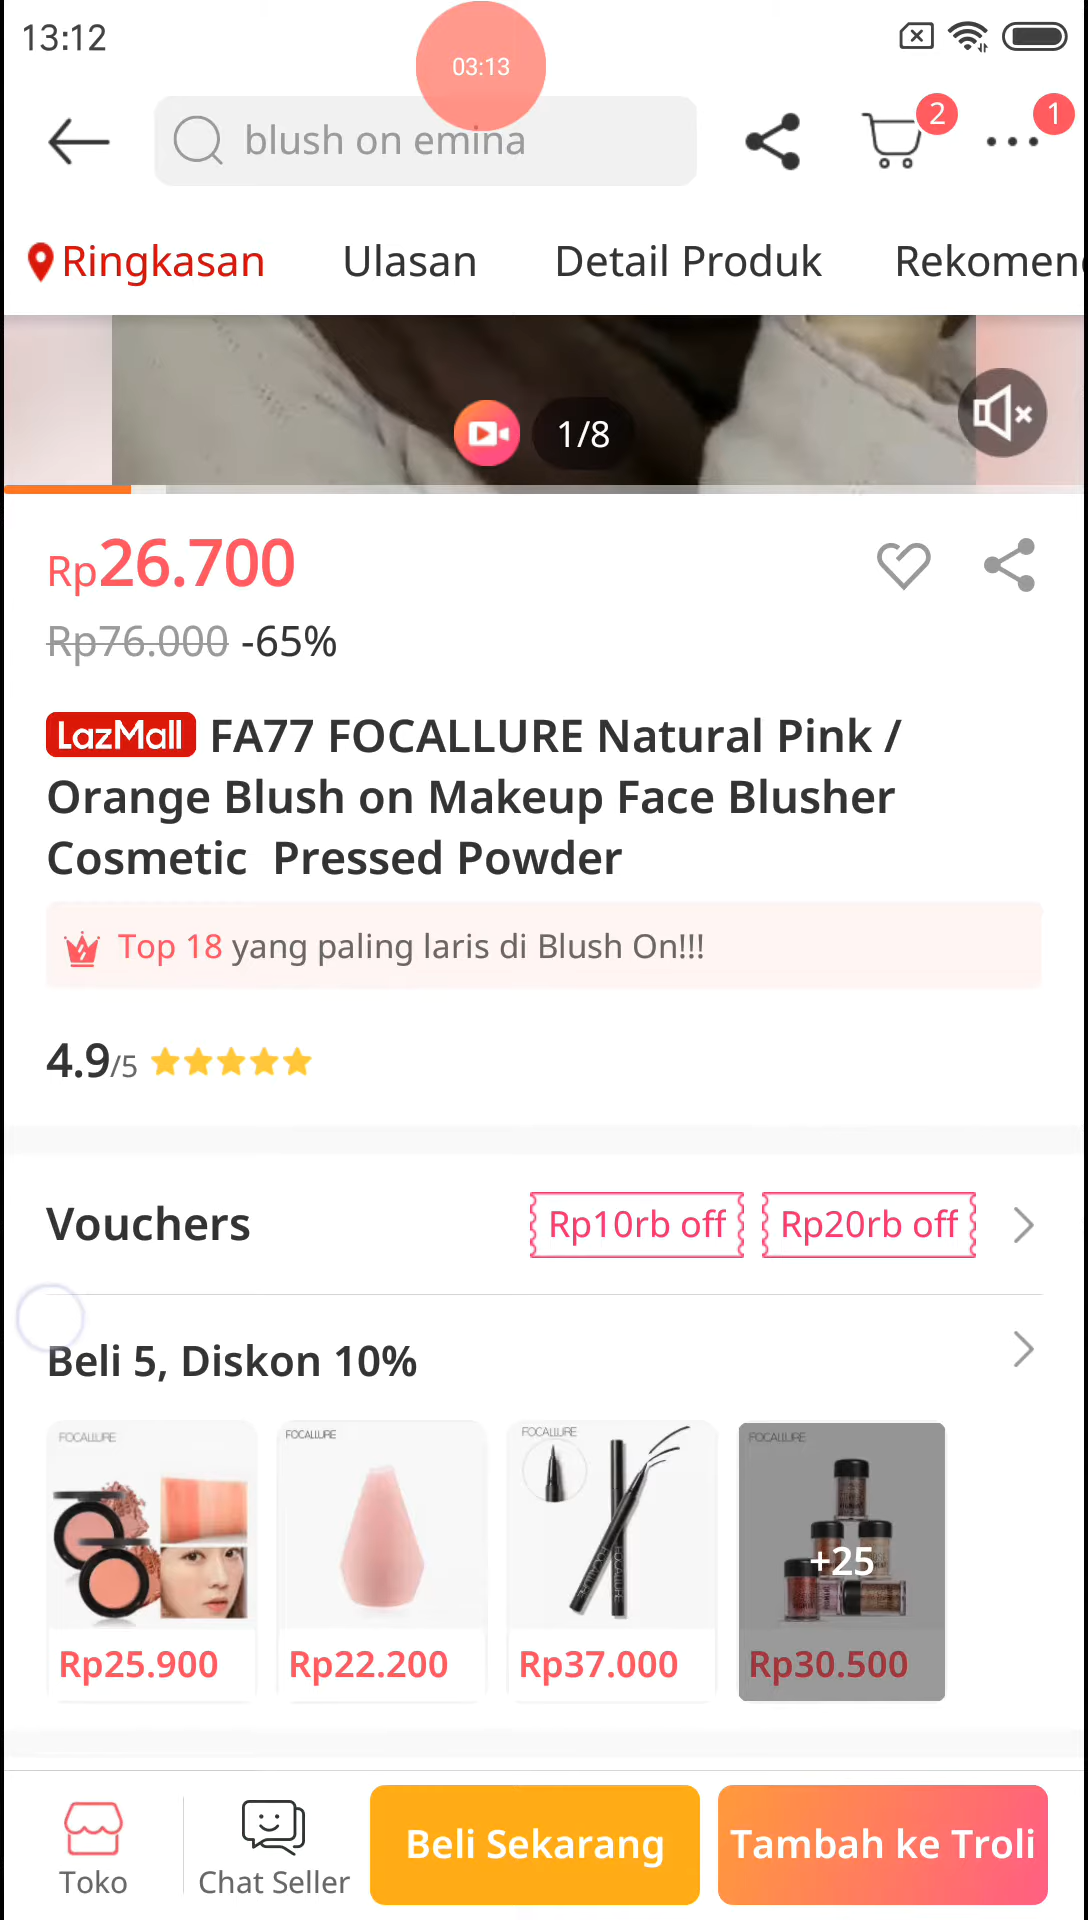 13:12
03:13
blush on emina
2
1
Ringkasan
Ulasan
Detail Produk
Rekomen
1/8
Rp26.700
Rp76.000 -65%
LazMall FA77 FOCALLURE Natural Pink /
Orange Blush on Makeup Face Blusher
Cosmetic Pressed Powder
Top 18 yang paling laris di Blush On!!!
4.9/5
Vouchers
Rp10rb off
Rp20rb off
Beli 5, Diskon 10%
FOCALLURE
FOCALLURE
FOCALLURE
FOCALLURE
+25
Rp25.900
Rp22.200
Rp37.000
Rp30.500
Toko
Chat Seller
Beli Sekarang
Tambah ke Troli